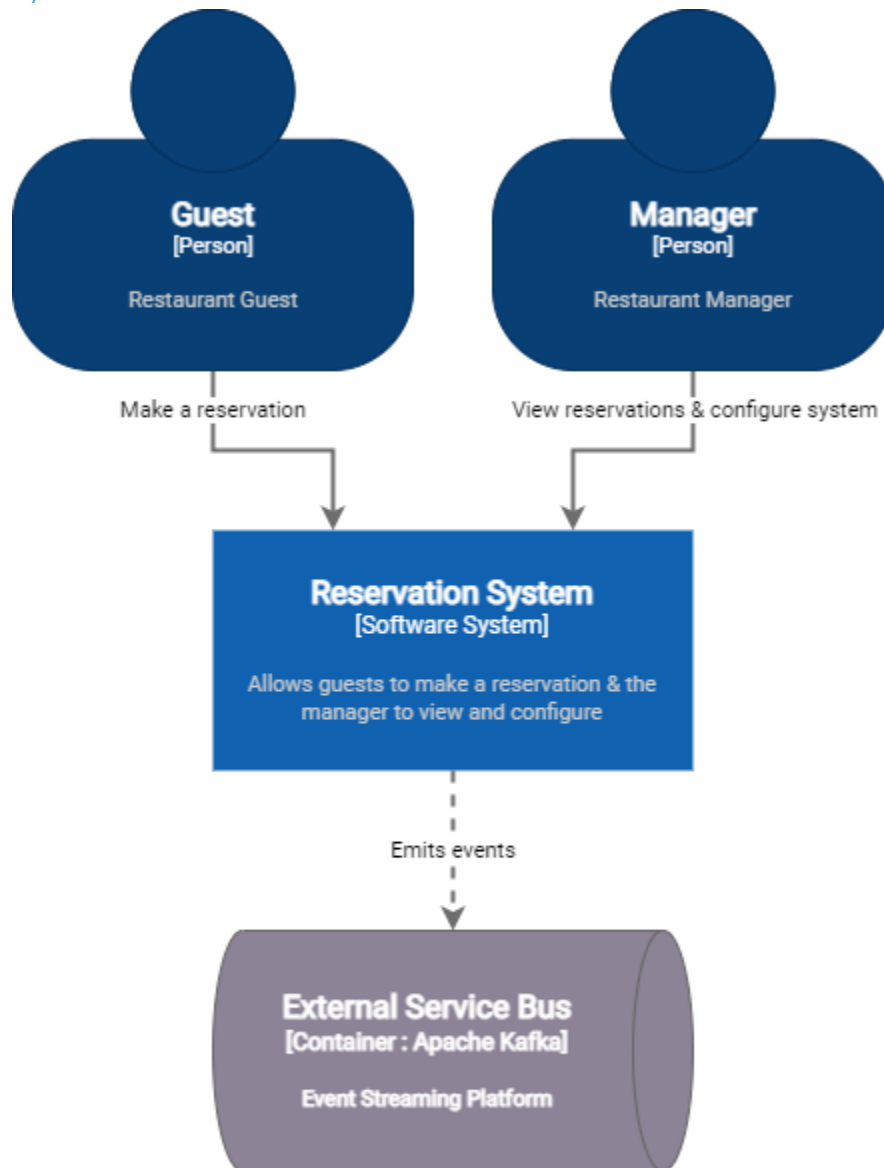 Guest
[Person]
Restaurant Guest
Manager
[Person]
Restaurant Manager
Make a reservation
View reservations & configure system
Reservation System
[Software System]
Allows guests to make a reservation & the
manager to view and configure
Emits events
External Service Bus
[Container : Apache Kafka]
Event Streaming Platform